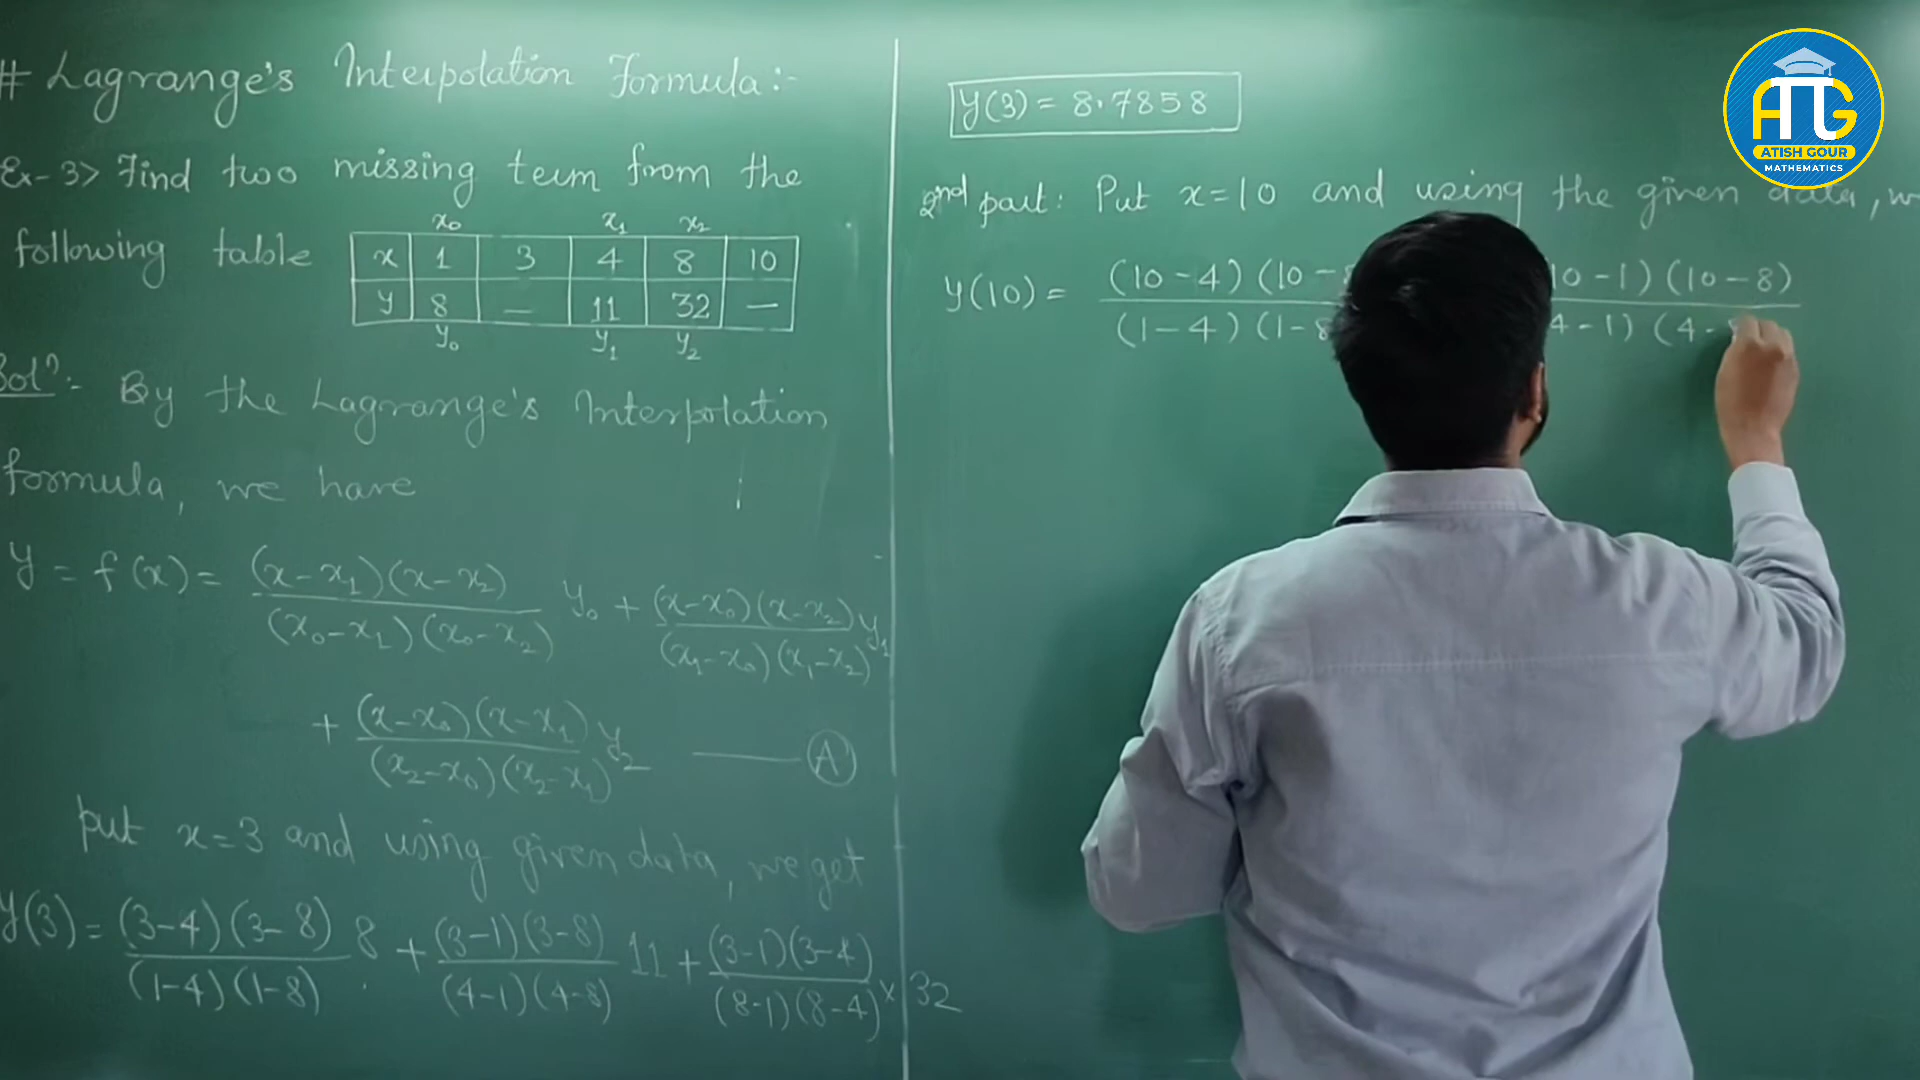 # Lagrange's Interpolation Formula:-
Ex-3> Find two missing term from the
following table
x₀ x₁ x₂
x 1 3 4 8 10
y 8 — 11 32 —
y₀ y₁ y₂
Solⁿ:- By the Lagrange's Interpolation
formula, we have
y = f(x) = (x-x₁)(x-x₂) / (x₀-x₁)(x₀-x₂) y₀ + (x-x₀)(x-x₂) / (x₁-x₀)(x₁-x₂) y₁
+ (x-x₀)(x-x₁) / (x₂-x₀)(x₂-x₁) y₂ —— A
put x=3 and using given data, we get
y(3) = (3-4)(3-8) / (1-4)(1-8) 8 + (3-1)(3-8) / (4-1)(4-8) 11 + (3-1)(3-4) / (8-1)(8-4) × 32
y(3) = 8.7858
2nd part: Put x=10 and using the given data, w
y(10) = (10-4)(10-8 / (1-4)(1-8 10-1)(10-8) / 4-1)(4-
ATG
ATISH GOUR
MATHEMATICS